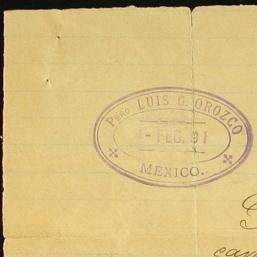 PBRO LUIS G. OROZCO
1 - FEB. 91
MEXICO.